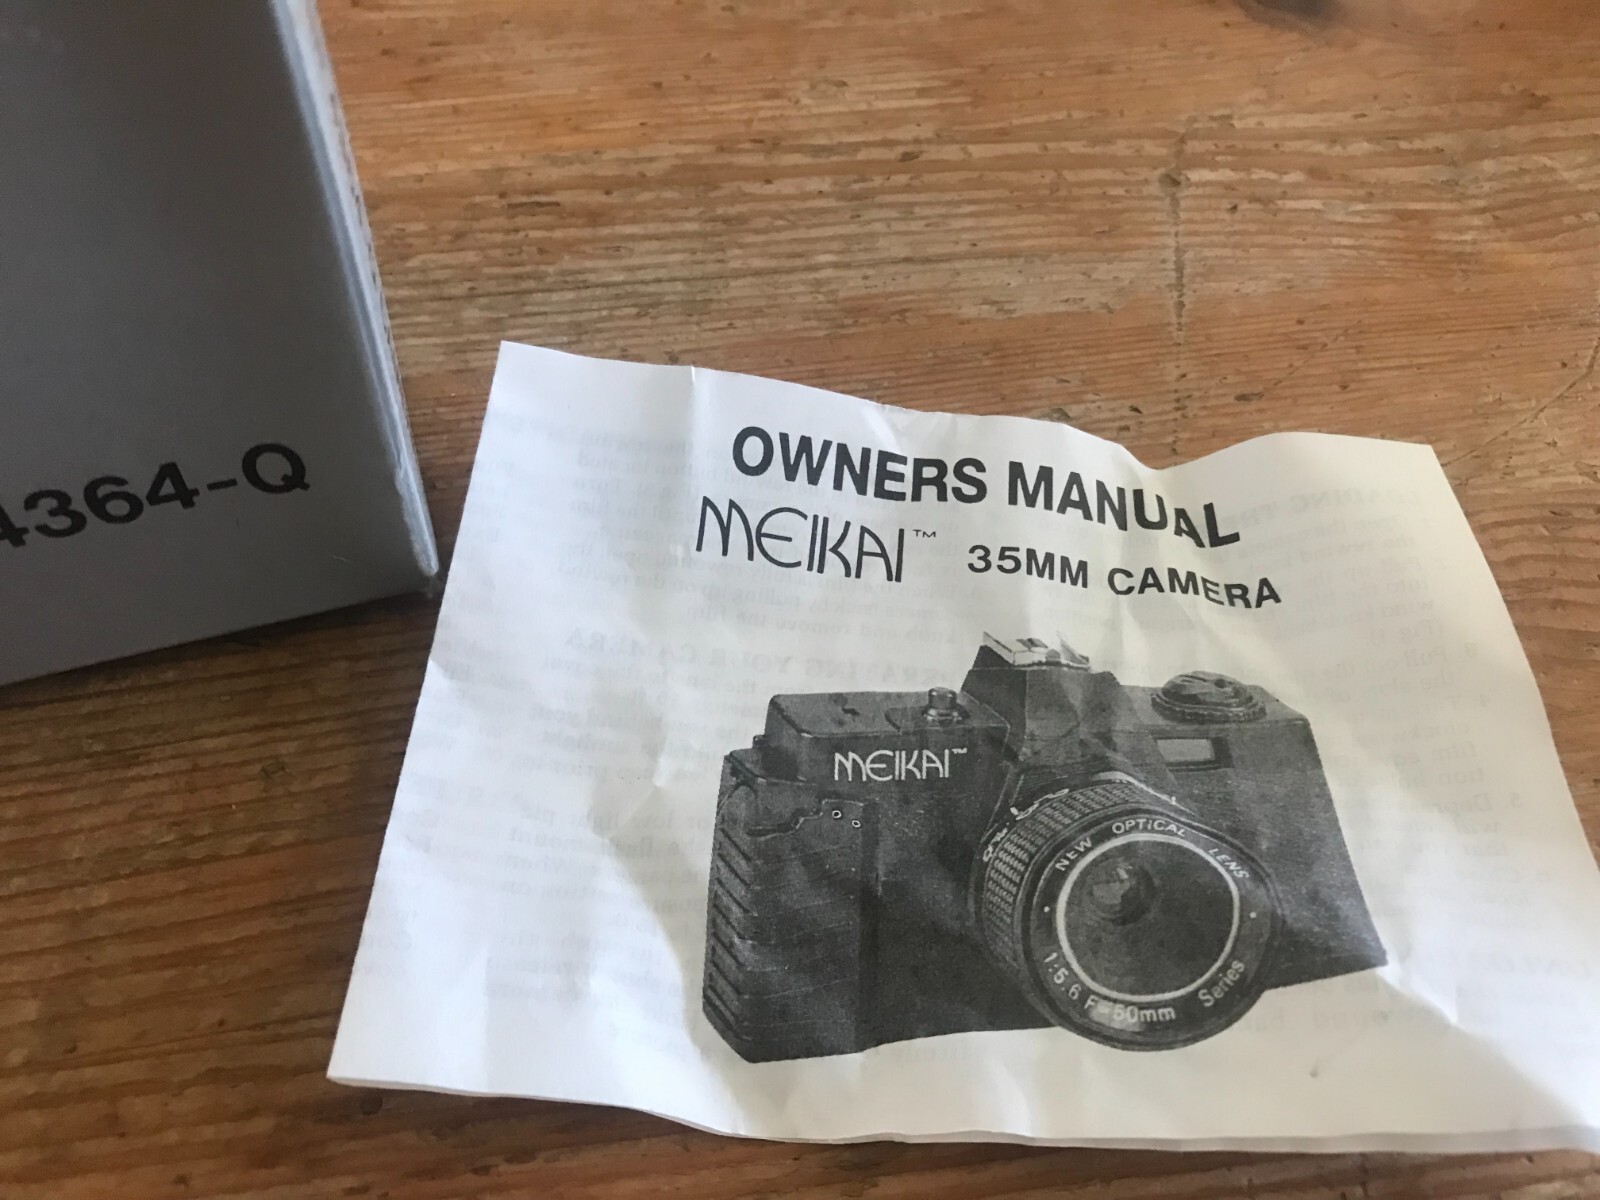 4364-Q
OWNERS MANUAL
MEIKAI™ 35MM CAMERA
MEIKAI™
NEW OPTICAL LENS
1:5.6 F=50mm Series